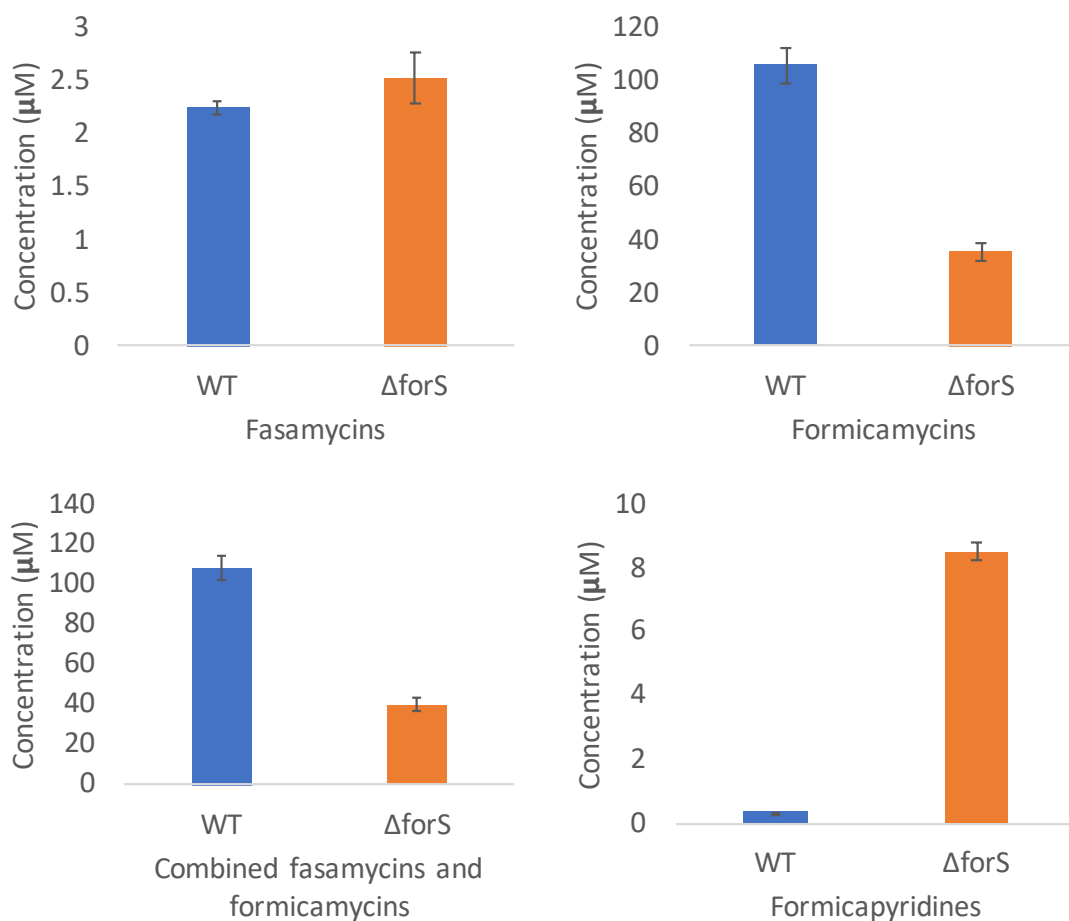 Concentration (μM)
3
2.5
2
1.5
1
0.5
0
WT ΔforS
Fasamycins
Concentration (μM)
120
100
80
60
40
20
0
WT ΔforS
Formicamycins
Concentration (μM)
140
120
100
80
60
40
20
0
WT ΔforS
Combined fasamycins and
formicamycins
Concentration (μM)
10
8
6
4
2
0
WT ΔforS
Formicapyridines